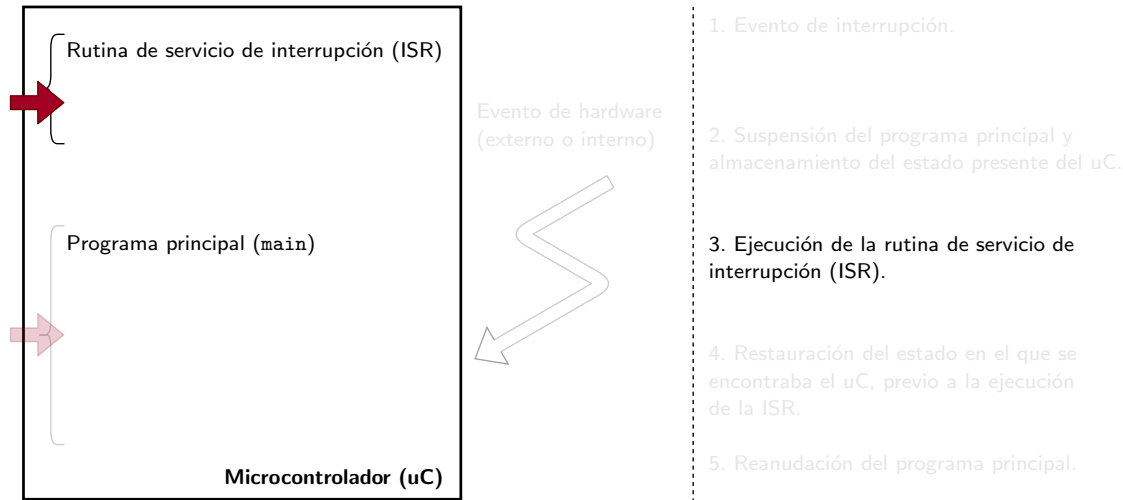 Rutina de servicio de interrupción (ISR)
Programa principal (main)
Microcontrolador (uC)
Evento de hardware
(externo o interno)
1. Evento de interrupción.
2. Suspensión del programa principal y
almacenamiento del estado presente del uC.
3. Ejecución de la rutina de servicio de
interrupción (ISR).
4. Restauración del estado en el que se
encontraba el uC, previo a la ejecución
de la ISR.
5. Reanudación del programa principal.